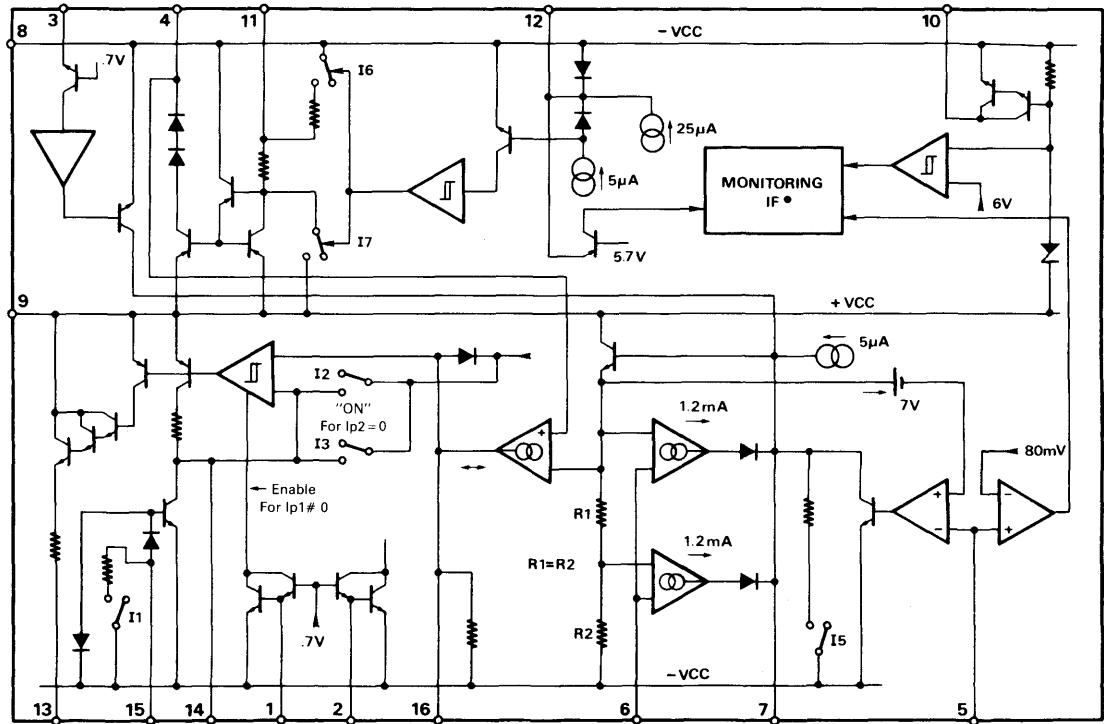 3 4 11 12 10
8
− VCC
.7V
I6
25µA
5µA
MONITORING
IF •
6V
I7
5.7V
9
+ VCC
5µA
I2
"ON"
For Ip2 = 0
I3
7V
1.2mA
80mV
+
+
−
−
+
← Enable
For Ip1# 0
R1
R1=R2
1.2mA
R2
I1
.7V
I5
− VCC
13 15 14 1 2 16 6 7 5